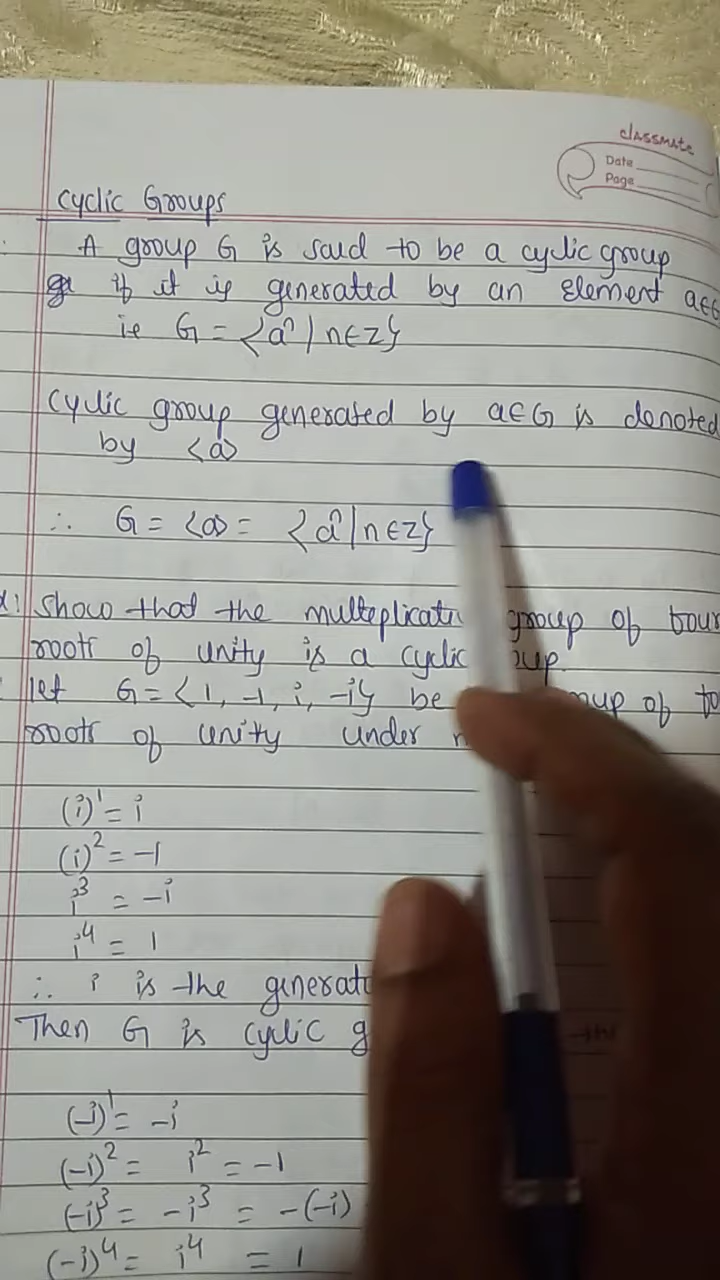 classmate
Date
Page
Cyclic Groups
A group G is said to be a cyclic group
if it is generated by an element a∈G
ie G = {aⁿ / n∈Z}
Cyclic group generated by a∈G is denoted
by <a>
∴ G = <a> = {aⁿ / n∈Z}
Show that the multiplicati group of four
roots of unity is a cyclic
let G = {1, -1, i, -i} be of
roots of unity under
(i)¹ = i
(i)² = -1
i³ = -i
i⁴ = 1
∴ i is the
Then G is cyclic
(-i)¹ = -i
(-i)² = i² = -1
(-i)³ = -i³ = -(-i)
(-i)⁴ = i⁴ = 1